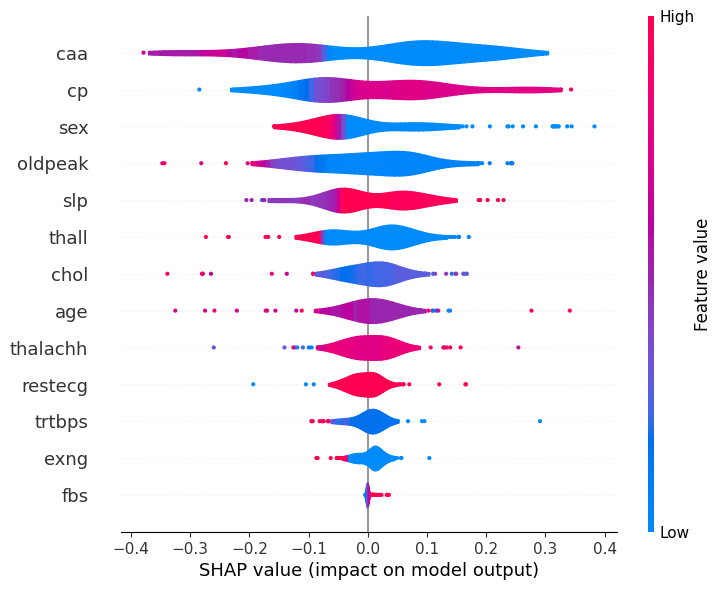 High
caa
cp
sex
oldpeak
slp
thall
chol
age
thalachh
restecg
trtbps
exng
fbs
Feature value
Low
−0.4 −0.3 −0.2 −0.1 0.0 0.1 0.2 0.3 0.4
SHAP value (impact on model output)